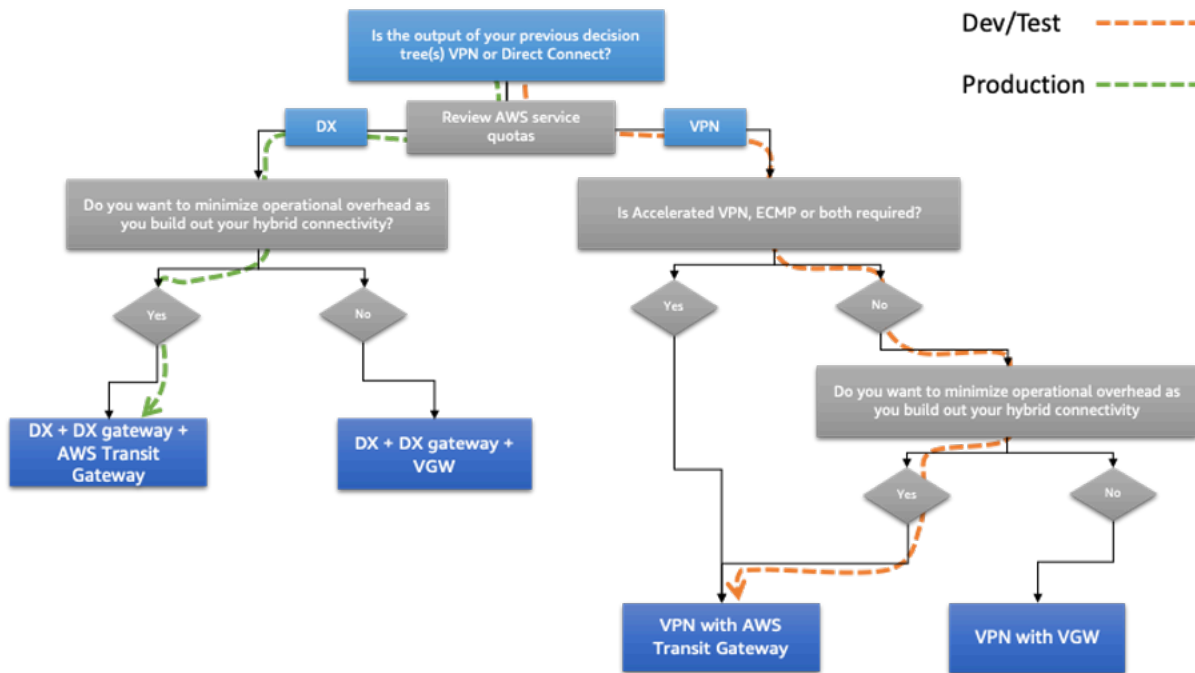 Is the output of your previous decision
tree(s) VPN or Direct Connect?
Dev/Test
Production
Review AWS service
quotas
DX
VPN
Do you want to minimize operational overhead as
you build out your hybrid connectivity?
Is Accelerated VPN, ECMP or both required?
Yes
No
Yes
No
Do you want to minimize operational overhead as
you build out your hybrid connectivity
DX + DX gateway +
AWS Transit
Gateway
DX + DX gateway +
VGW
Yes
No
VPN with AWS
Transit Gateway
VPN with VGW